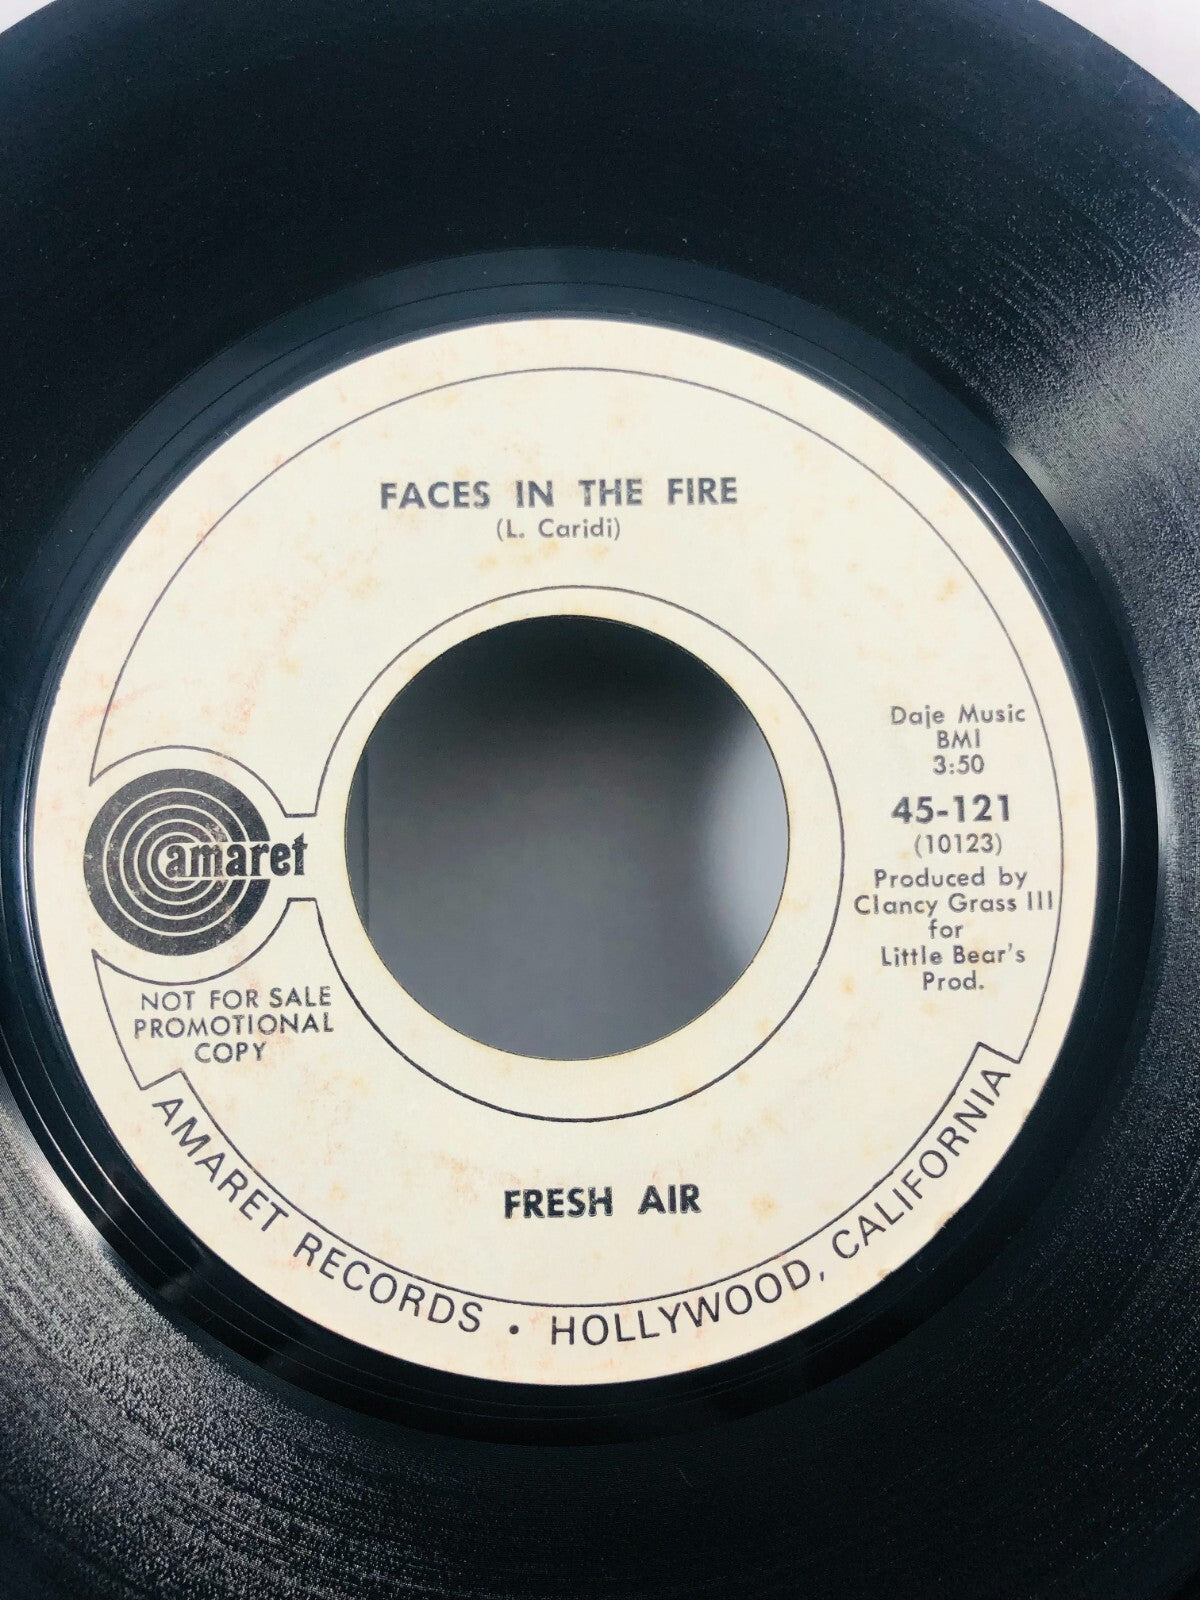 FACES IN THE FIRE
(L. Caridi)
Daje Music
BMI
3:50
45-121
(10123)
Produced by
Clancy Grass III
for
Little Bear's
Prod.
amaret
NOT FOR SALE
PROMOTIONAL
COPY
FRESH AIR
AMARET RECORDS • HOLLYWOOD, CALIFORNIA